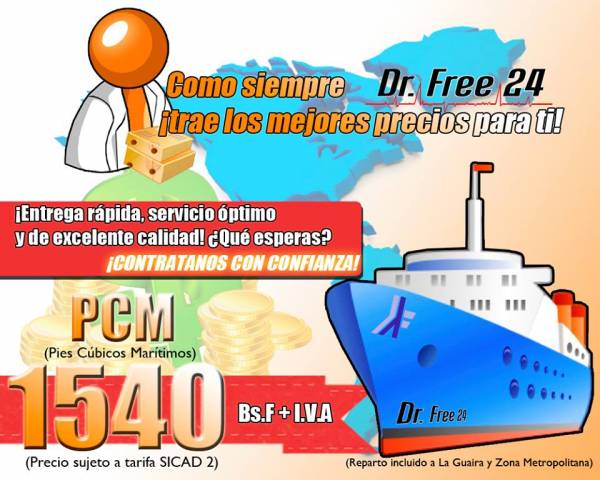 Como siempre Dr. Free 24
¡trae los mejores precios para ti!
¡Entrega rápida, servicio óptimo
y de excelente calidad! ¿Qué esperas?
¡CONTRATANOS CON CONFIANZA!
PCM
(Pies Cúbicos Marítimos)
1540 Bs.F + I.V.A
(Precio sujeto a tarifa SICAD 2)
Dr. Free 24
(Reparto incluido a La Guaira y Zona Metropolitana)